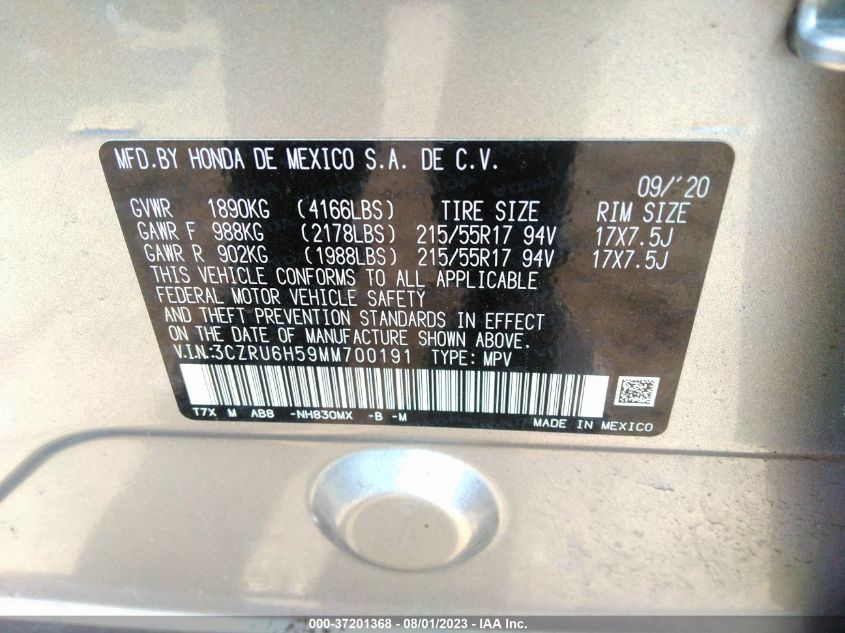 MFD.BY HONDA DE MEXICO S.A. DE C.V.
09/'20
GVWR 1890KG (4166LBS) TIRE SIZE RIM SIZE
GAWR F 988KG (2178LBS) 215/55R17 94V 17X7.5J
GAWR R 902KG (1988LBS) 215/55R17 94V 17X7.5J
THIS VEHICLE CONFORMS TO ALL APPLICABLE
FEDERAL MOTOR VEHICLE SAFETY
AND THEFT PREVENTION STANDARDS IN EFFECT
ON THE DATE OF MANUFACTURE SHOWN ABOVE.
V.I.N.:3CZRU6H59MM700191 TYPE: MPV
T7X M AB8 -NH830MX -B -M
MADE IN MEXICO
000-37201368 - 08/01/2023 - IAA Inc.